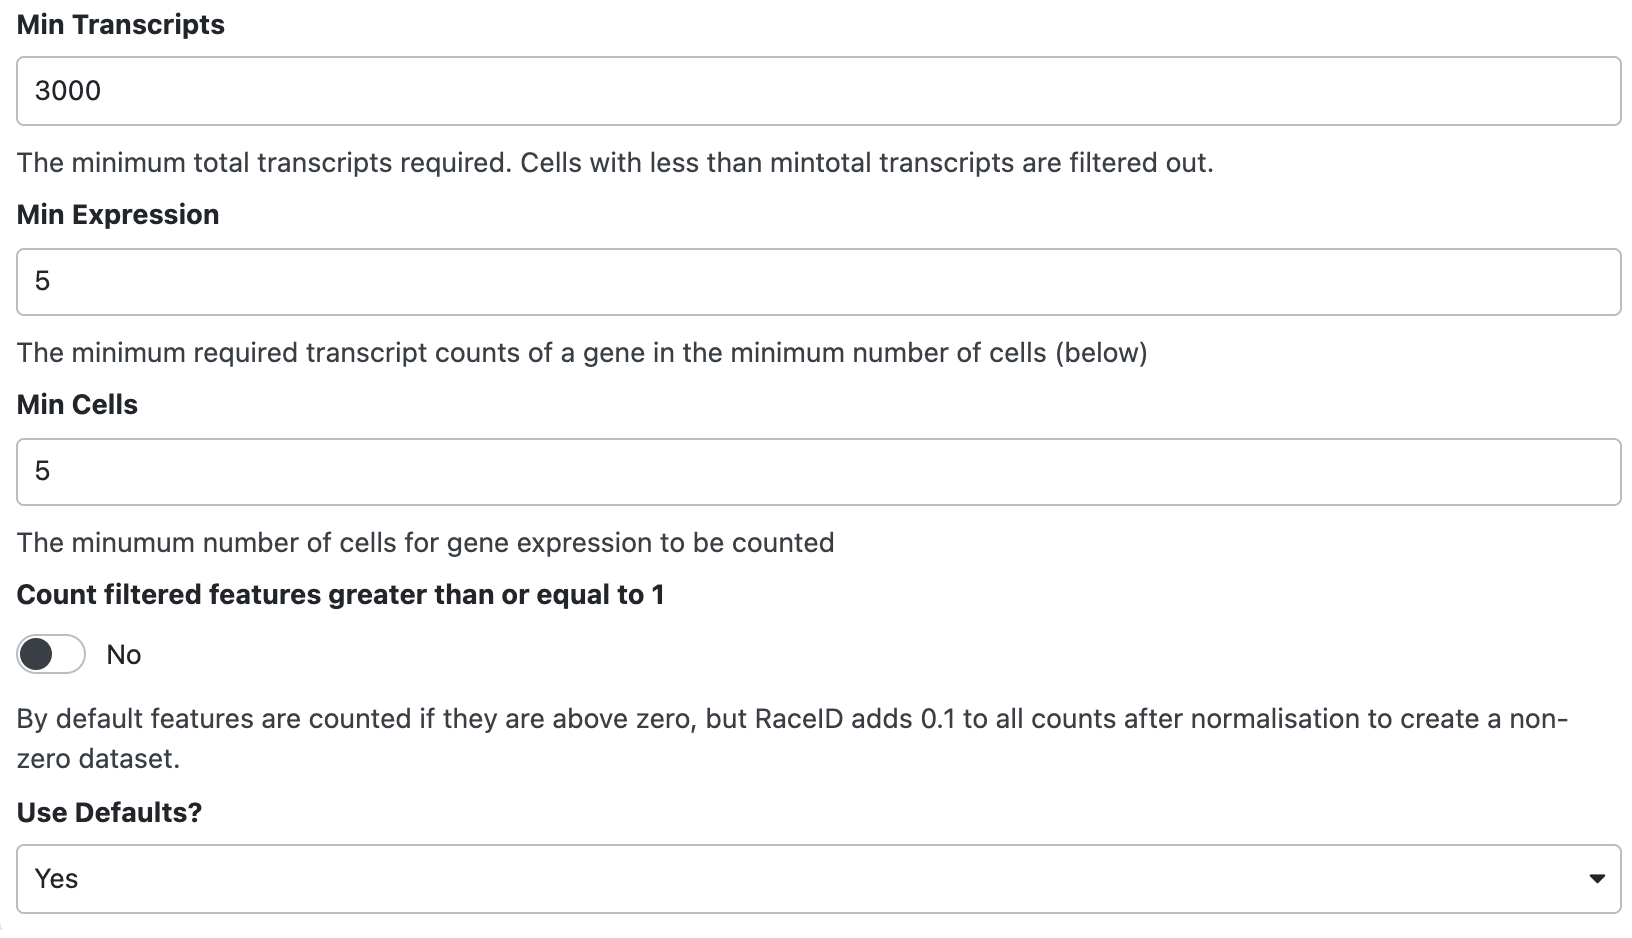 Min Transcripts
3000
The minimum total transcripts required. Cells with less than mintotal transcripts are filtered out.
Min Expression
5
The minimum required transcript counts of a gene in the minimum number of cells (below)
Min Cells
5
The minumum number of cells for gene expression to be counted
Count filtered features greater than or equal to 1
No
By default features are counted if they are above zero, but RaceID adds 0.1 to all counts after normalisation to create a non-
zero dataset.
Use Defaults?
Yes